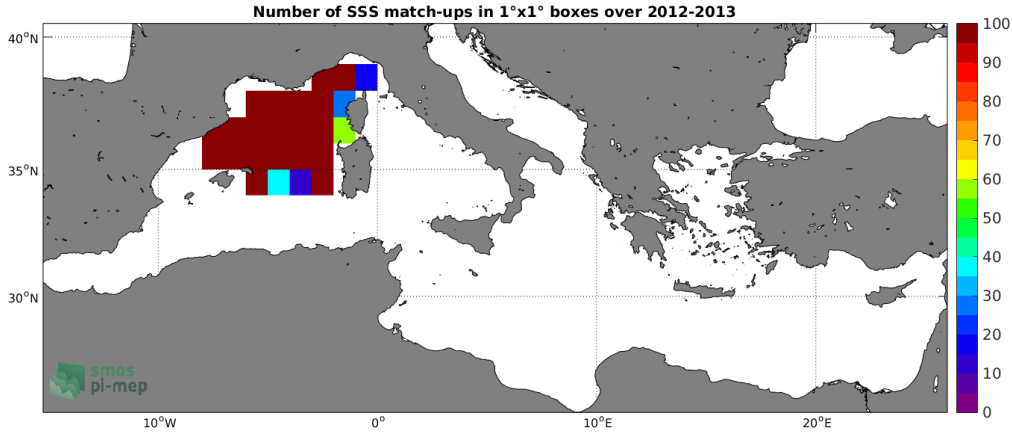 Number of SSS match-ups in 1°x1° boxes over 2012-2013
40°N
35°N
30°N
10°W
0°
10°E
20°E
100
90
80
70
60
50
40
30
20
10
0
smos
pi-mep